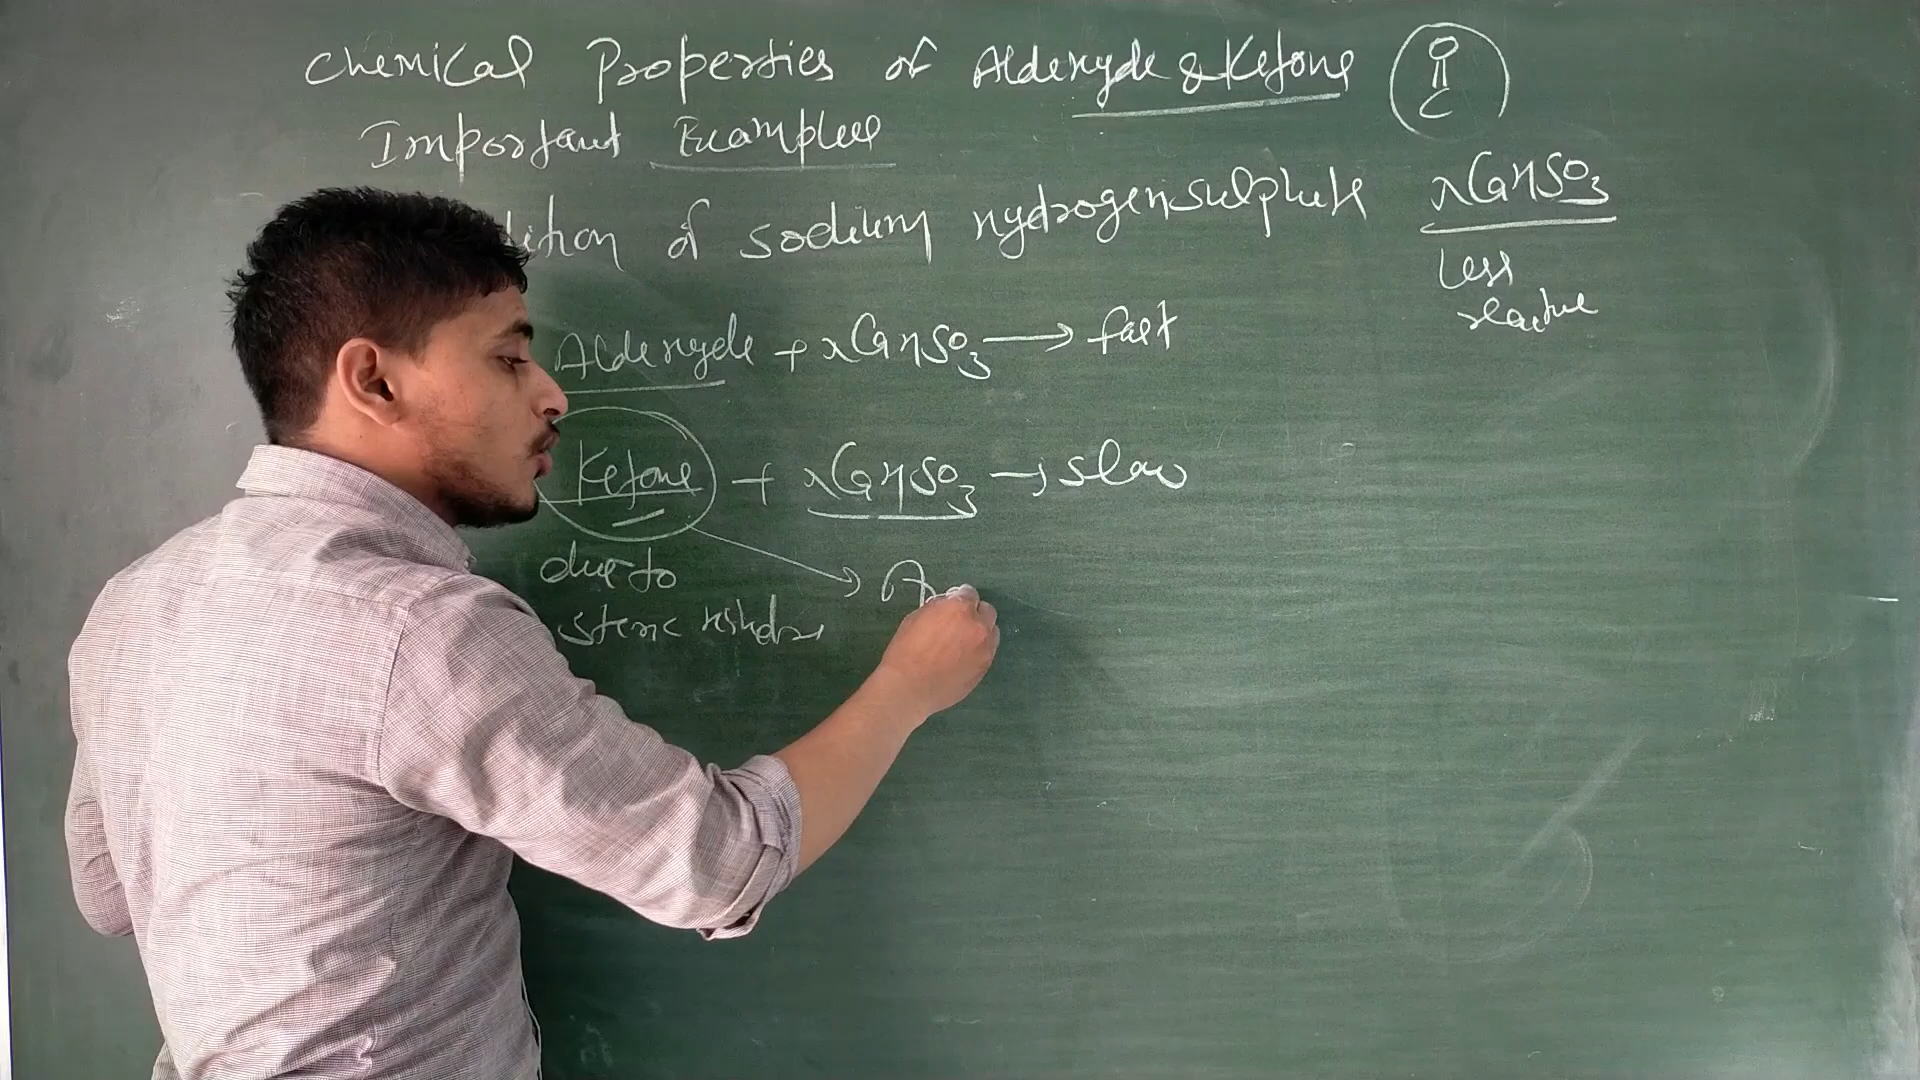 Chemical Properties of Aldehyde & Ketone O || C
Important Examples
dition of sodium hydrogensulphite NaHSO3
less
reactive
Aldehyde + NaHSO3 → fast
Ketone + NaHSO3 → slow
due to
steric